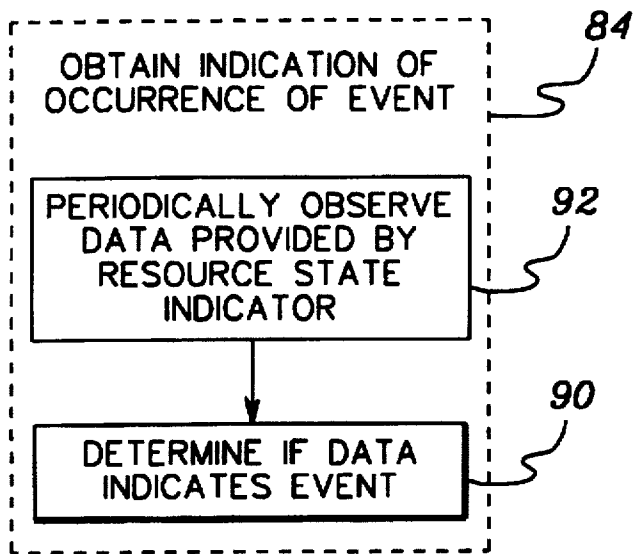 84
OBTAIN INDICATION OF
OCCURRENCE OF EVENT
92
PERIODICALLY OBSERVE
DATA PROVIDED BY
RESOURCE STATE
INDICATOR
90
DETERMINE IF DATA
INDICATES EVENT